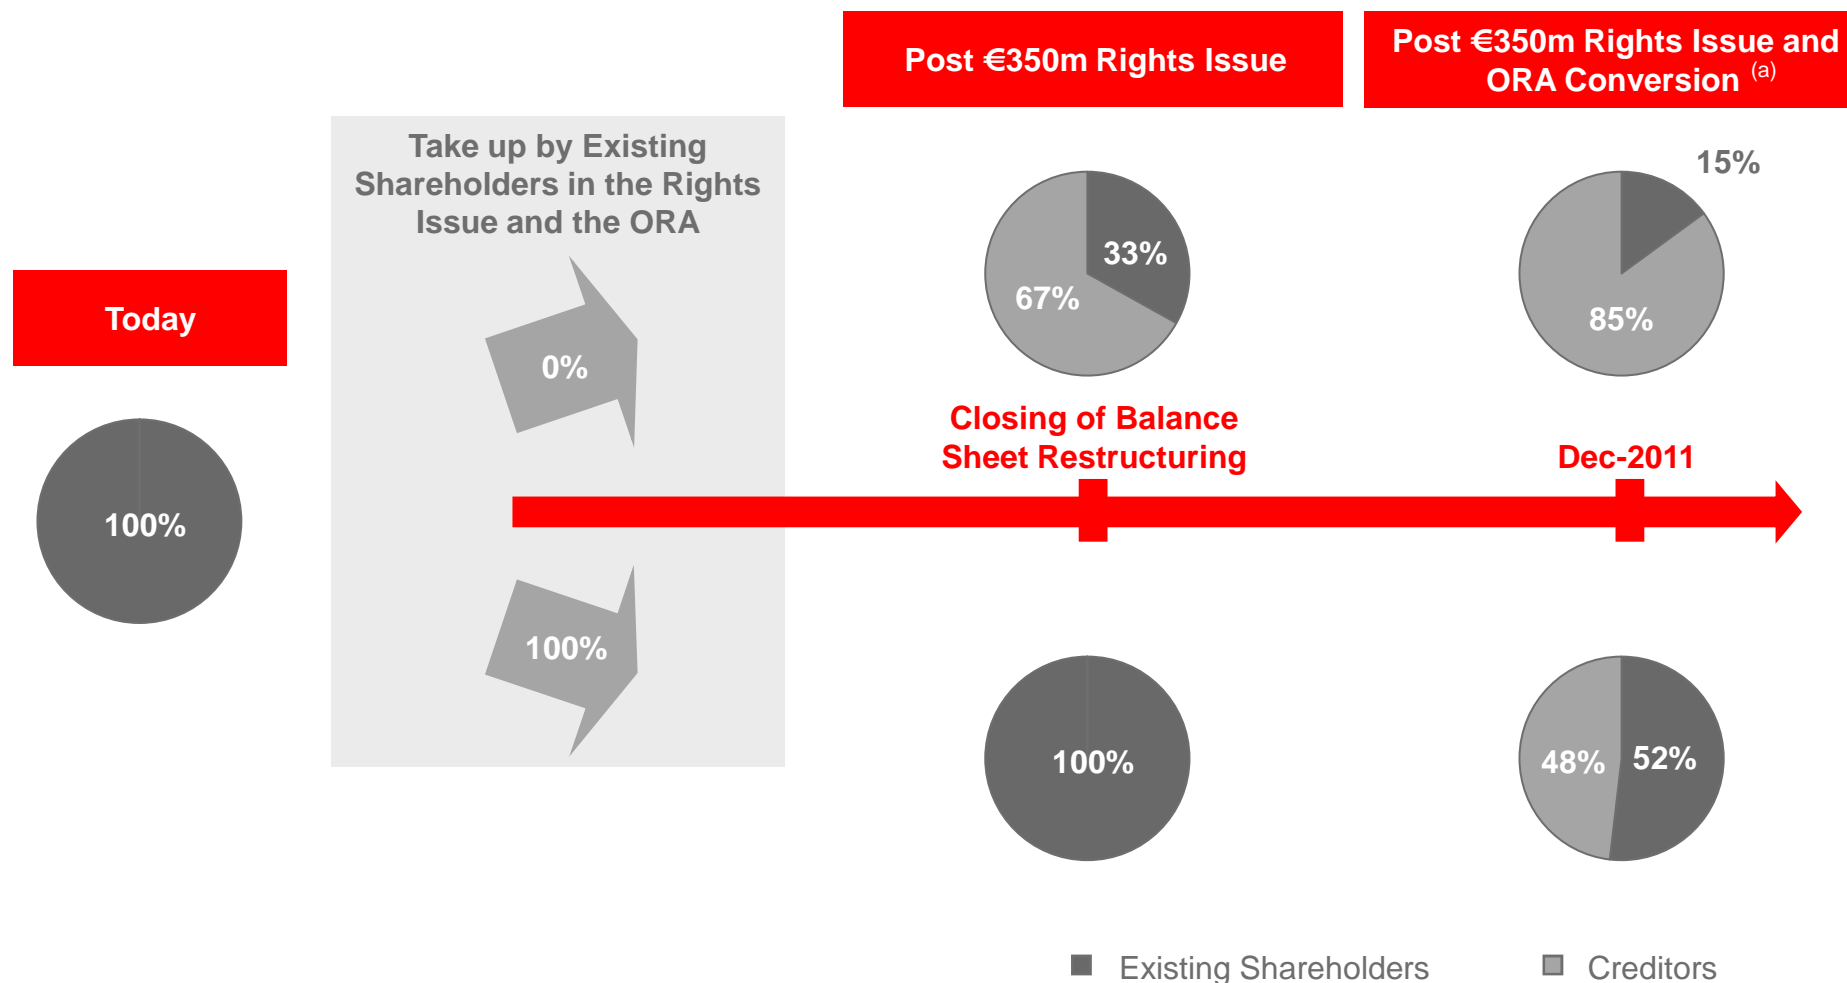 Post €350m Rights Issue
Post €350m Rights Issue and
ORA Conversion (a)
Take up by Existing
Shareholders in the Rights
Issue and the ORA
15%
33%
67%
85%
Today
0%
Closing of Balance
Sheet Restructuring
Dec-2011
100%
100%
100%
48%
52%
Existing Shareholders
Creditors